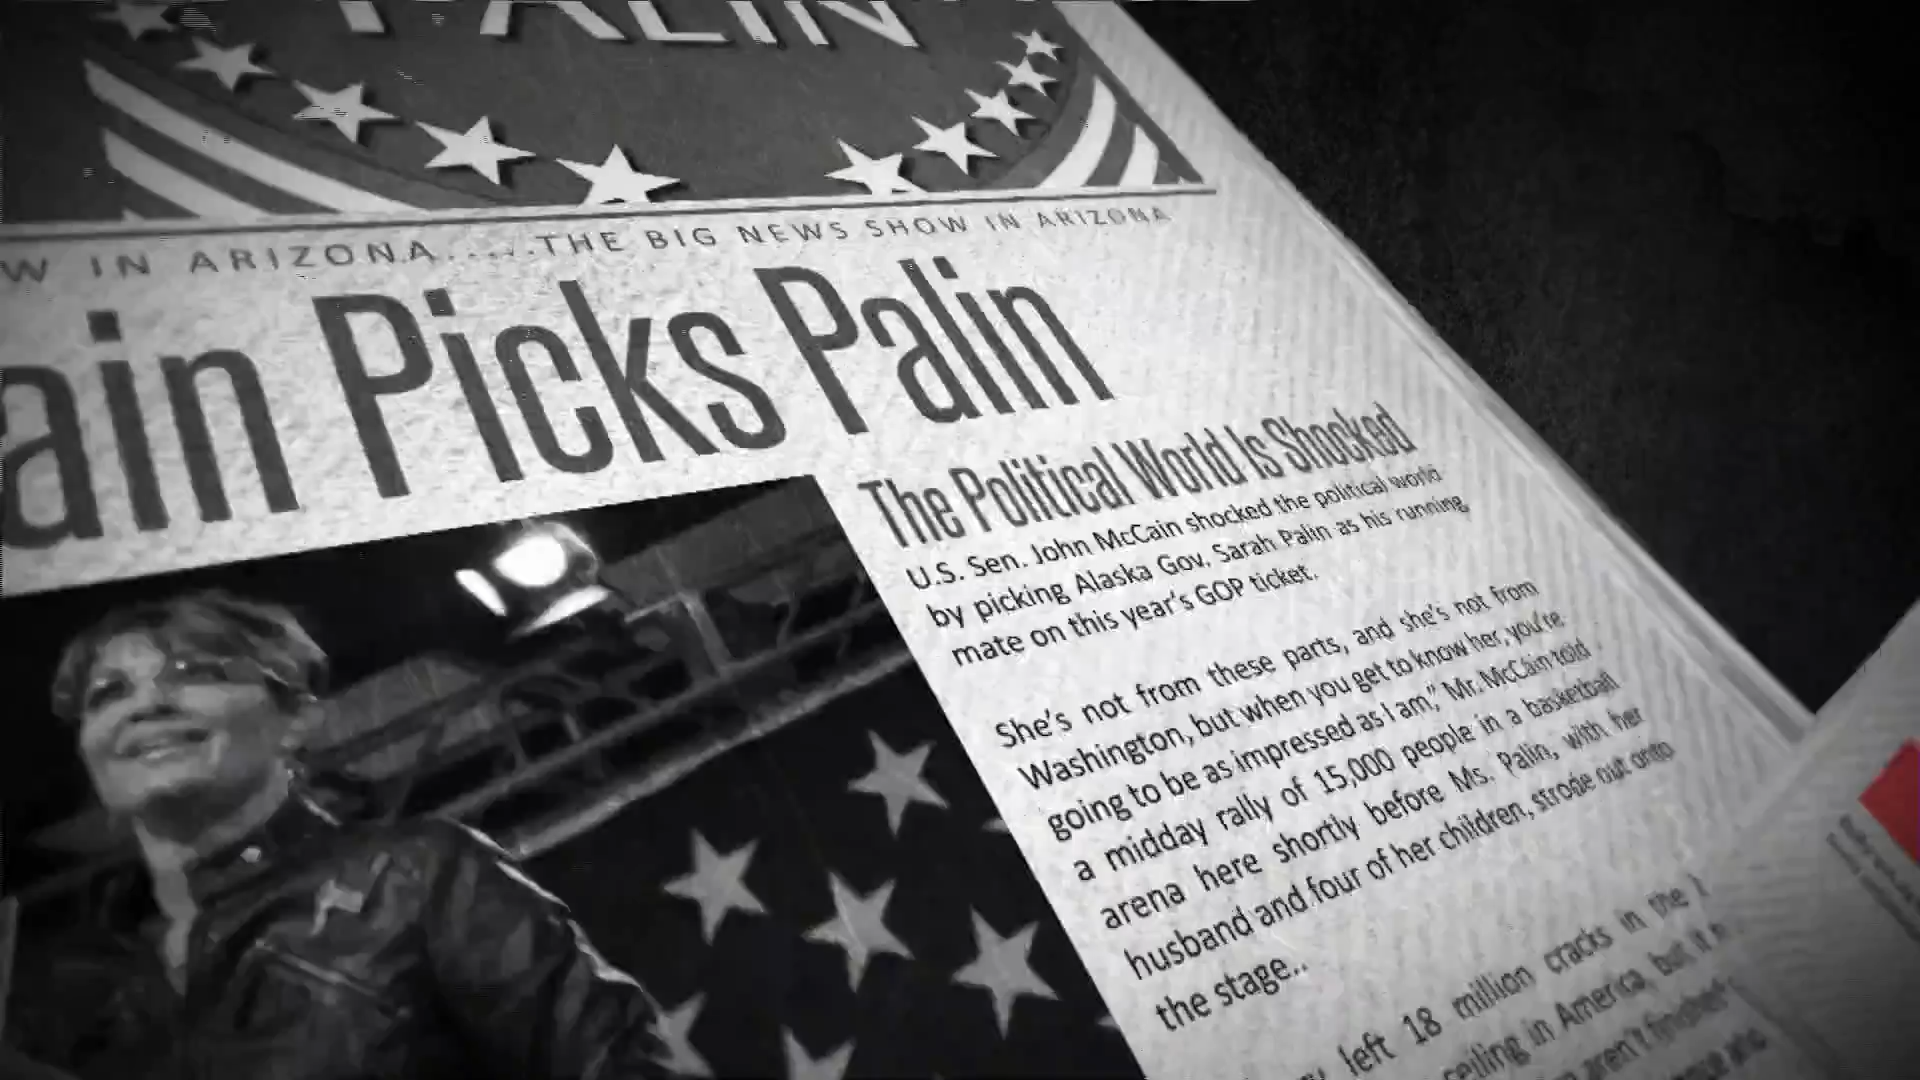 PALIN
W IN ARIZONA.....THE BIG NEWS SHOW IN ARIZONA
ain Picks Palin
The Political World Is Shocked
U.S. Sen. John McCain shocked the political world
by picking Alaska Gov. Sarah Palin as his running
mate on this year's GOP ticket.
She's not from these parts, and she's not from
Washington, but when you get to know her, you're
going to be as impressed as I am," Mr. McCain told
a midday rally of 15,000 people in a basketball
arena here shortly before Ms. Palin, with her
husband and four of her children, strode out onto
the stage..
left 18 million cracks in the
ceiling in America, but it
aren't finished